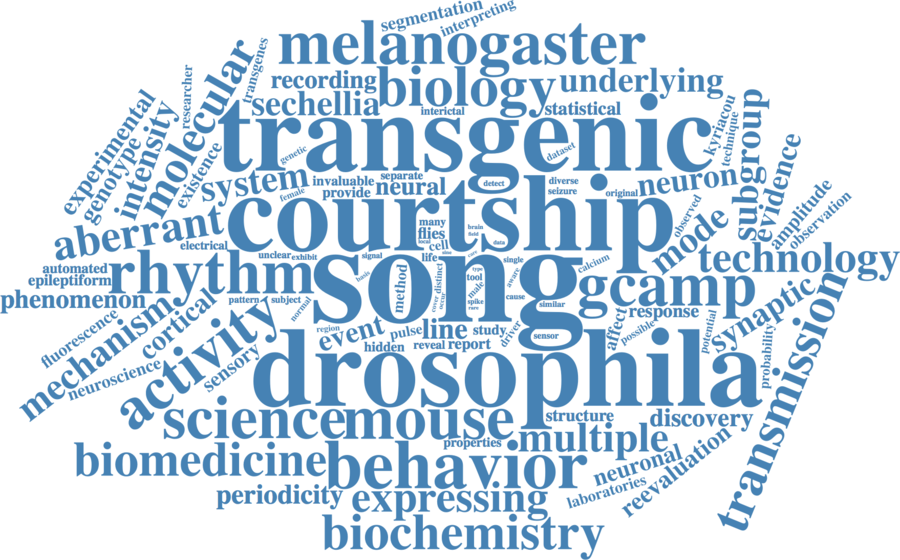 segmentation
interpreting
melanogaster
transgenes
researcher
recording
biology
underlying
molecular
sechellia
interictal
statistical
experimental
genotype
intensity
existence
transgenic
kyriacou
technique
subgroup
evidence
genetic
dataset
system
female
invaluable
separate
provide
neural
detect
diverse
seizure
original
neuron
amplitude
observation
aberrant
electrical
courtship
many
flies
local
cell
brain
field
data
observed
mode
technology
automated
epileptiform
phenomenon
rhythm
unclear
exhibit
signal
life
basis
method
distinct
cover
song
single
type
tool
male
spike
aware
cause
similar
calcium
gcamp
pattern
subject
normal
mechanism
cortical
fluorescence
neuroscience
activity
sensory
region
event
pulse
hidden
line
reveal
study
report
driver
sensor
affect
response
possible
potential
synaptic
probability
transmission
drosophila
science
mouse
structure
discovery
properties
multiple
biomedicine
behavior
neuronal
laboratories
reevaluation
periodicity
expressing
biochemistry